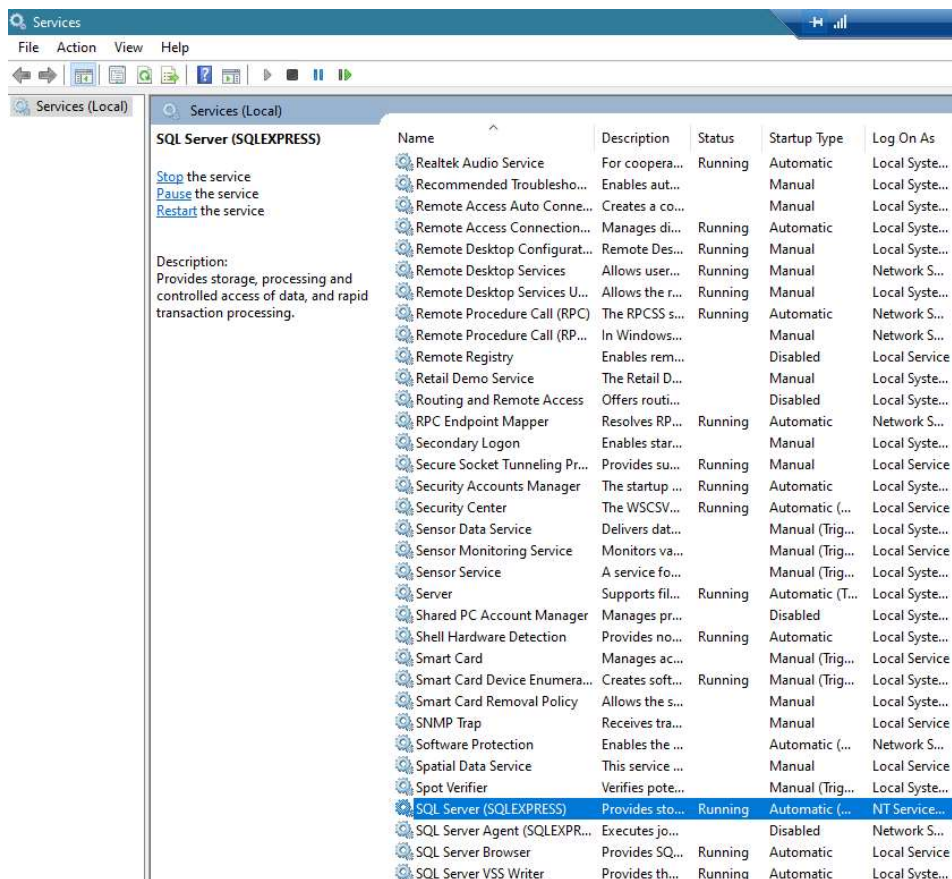 Services
File Action View Help
Services (Local)
Services (Local)
SQL Server (SQLEXPRESS)
Stop the service
Pause the service
Restart the service
Description:
Provides storage, processing and
controlled access of data, and rapid
transaction processing.
Name Description Status Startup Type Log On As
Realtek Audio Service For coopera... Running Automatic Local Syste...
Recommended Troublesho... Enables aut... Manual Local Syste...
Remote Access Auto Conne... Creates a co... Manual Local Syste...
Remote Access Connection... Manages di... Running Automatic Local Syste...
Remote Desktop Configurat... Remote Des... Running Manual Local Syste...
Remote Desktop Services Allows user... Running Manual Network S...
Remote Desktop Services U... Allows the r... Running Manual Local Syste...
Remote Procedure Call (RPC) The RPCSS s... Running Automatic Network S...
Remote Procedure Call (RP... In Windows... Manual Network S...
Remote Registry Enables rem... Disabled Local Service
Retail Demo Service The Retail D... Manual Local Syste...
Routing and Remote Access Offers routi... Disabled Local Syste...
RPC Endpoint Mapper Resolves RP... Running Automatic Network S...
Secondary Logon Enables star... Manual Local Syste...
Secure Socket Tunneling Pr... Provides su... Running Manual Local Service
Security Accounts Manager The startup ... Running Automatic Local Syste...
Security Center The WSCSV... Running Automatic (... Local Service
Sensor Data Service Delivers dat... Manual (Trig... Local Syste...
Sensor Monitoring Service Monitors va... Manual (Trig... Local Service
Sensor Service A service fo... Manual (Trig... Local Syste...
Server Supports fil... Running Automatic (T... Local Syste...
Shared PC Account Manager Manages pr... Disabled Local Syste...
Shell Hardware Detection Provides no... Running Automatic Local Syste...
Smart Card Manages ac... Manual (Trig... Local Service
Smart Card Device Enumera... Creates soft... Running Manual (Trig... Local Syste...
Smart Card Removal Policy Allows the s... Manual Local Syste...
SNMP Trap Receives tra... Manual Local Service
Software Protection Enables the ... Automatic (... Network S...
Spatial Data Service This service ... Manual Local Service
Spot Verifier Verifies pote... Manual (Trig... Local Syste...
SQL Server (SQLEXPRESS) Provides sto... Running Automatic (... NT Service...
SQL Server Agent (SQLEXPR... Executes jo... Disabled Network S...
SQL Server Browser Provides SQ... Running Automatic Local Service
SQL Server VSS Writer Provides th... Running Automatic Local Syste...